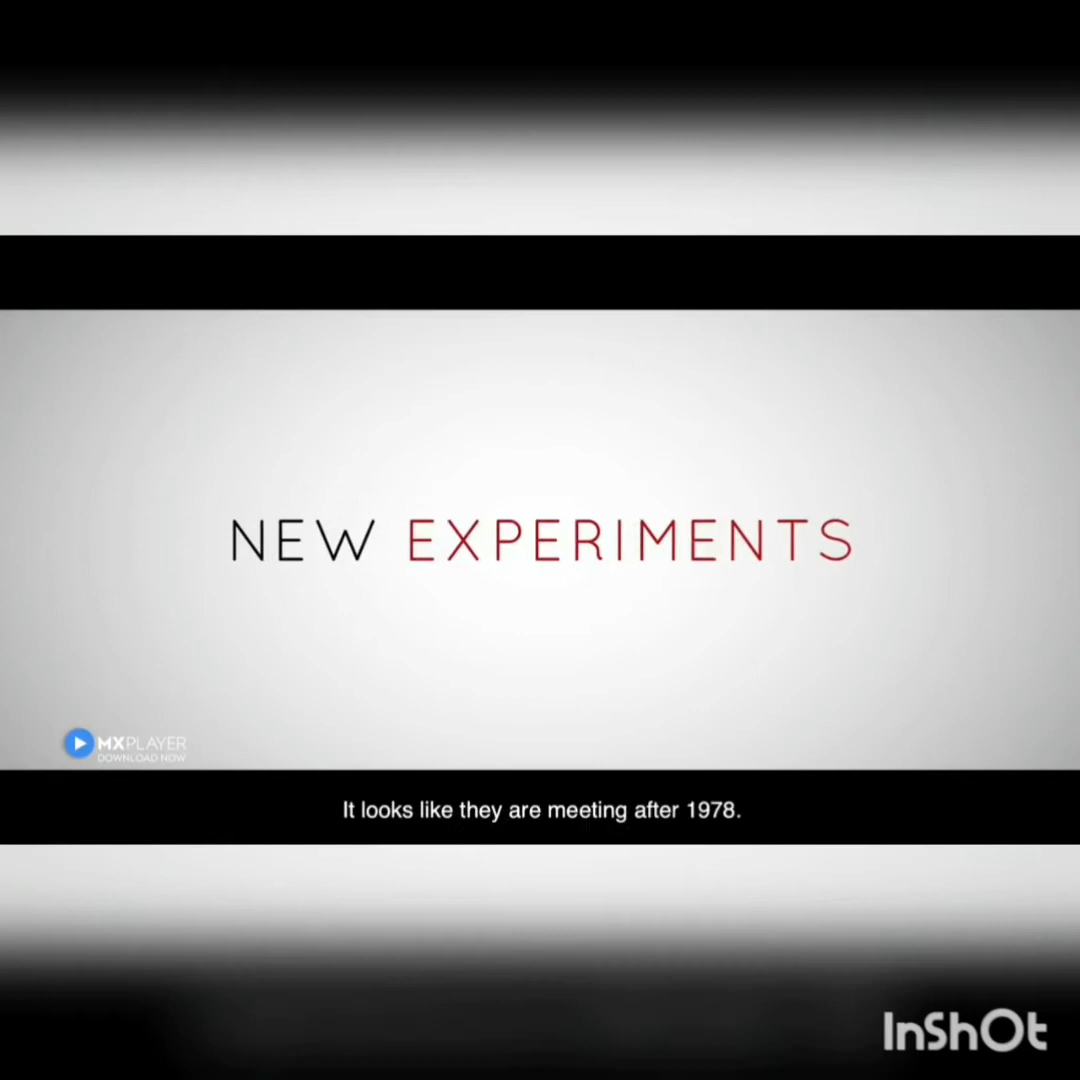 NEW EXPERIMENTS
MXPLAYER
DOWNLOAD NOW
It looks like they are meeting after 1978.
InShOt